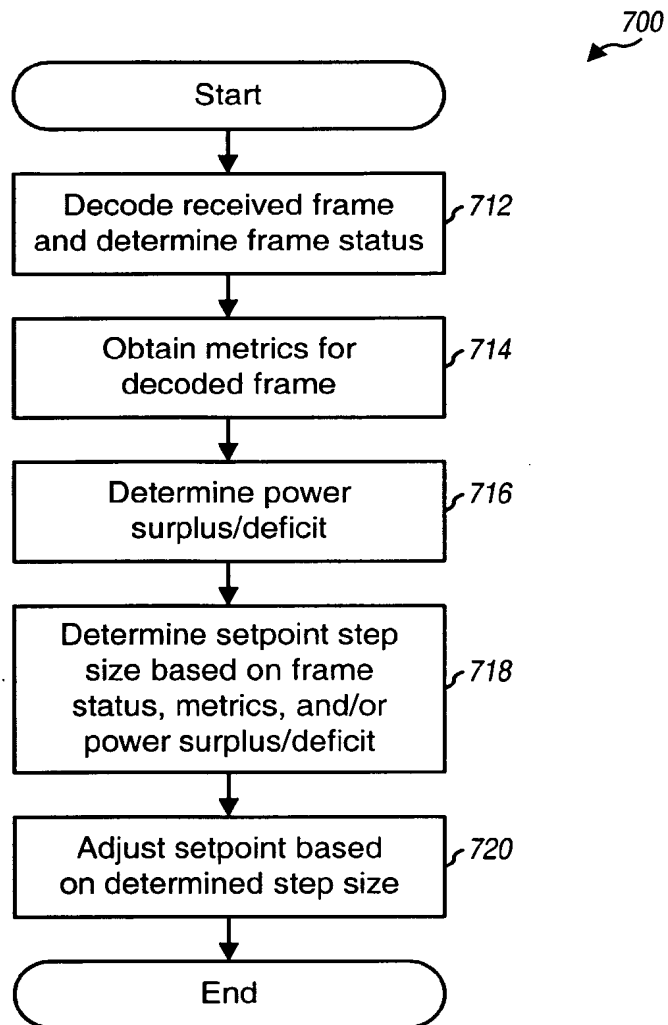 700
Start
Decode received frame
and determine frame status
712
Obtain metrics for
decoded frame
714
Determine power
surplus/deficit
716
Determine setpoint step
size based on frame
status, metrics, and/or
power surplus/deficit
718
Adjust setpoint based
on determined step size
720
End